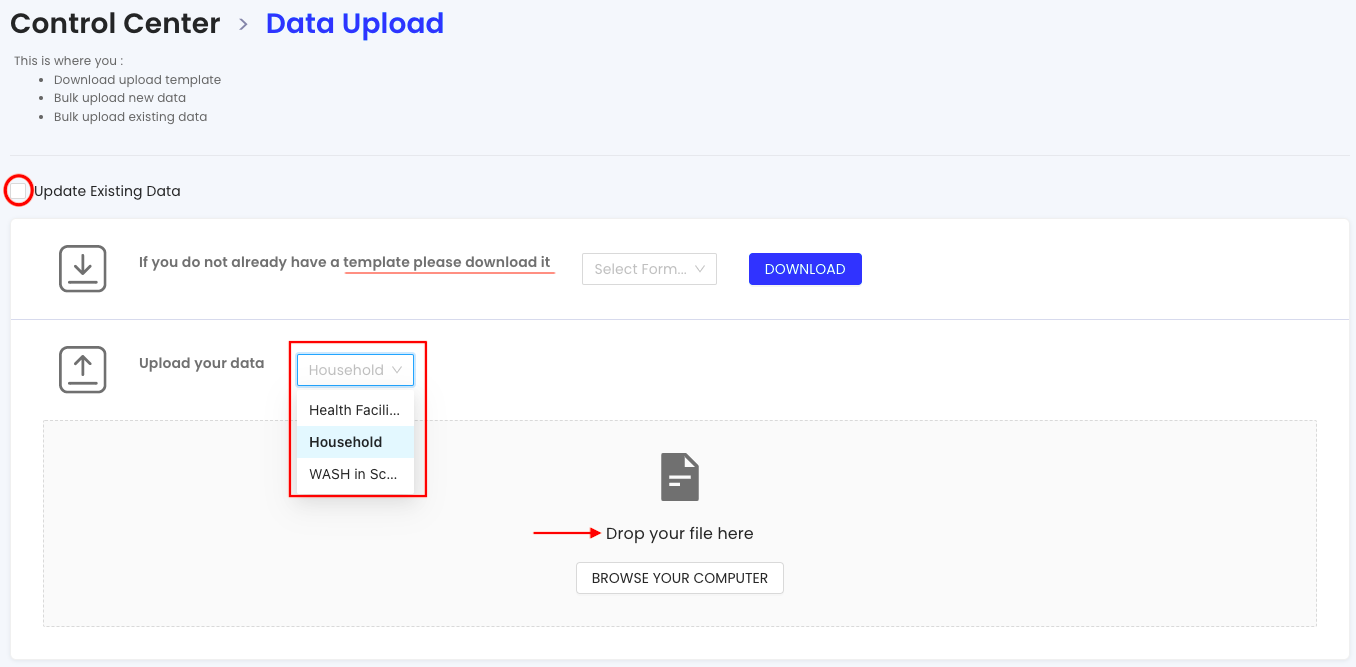 Control Center > Data Upload
This is where you :
• Download upload template
• Bulk upload new data
• Bulk upload existing data
Update Existing Data
If you do not already have a template please download it
Select Form...
DOWNLOAD
Upload your data
Household
Health Facili...
Household
WASH in Sc...
Drop your file here
BROWSE YOUR COMPUTER